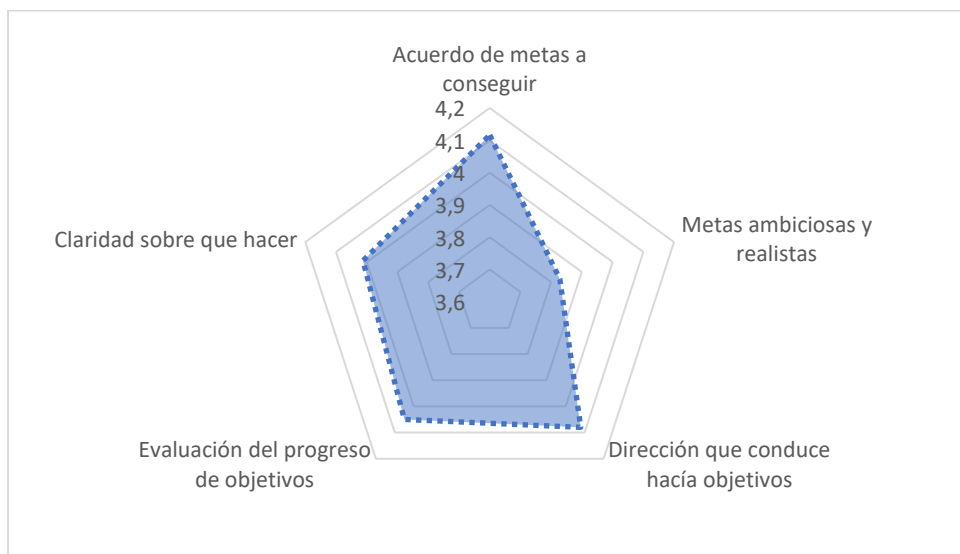 Acuerdo de metas a
conseguir
4,2
4,1
4
3,9
3,8
3,7
3,6
Metas ambiciosas y
realistas
Claridad sobre que hacer
Evaluación del progreso
de objetivos
Dirección que conduce
hacía objetivos